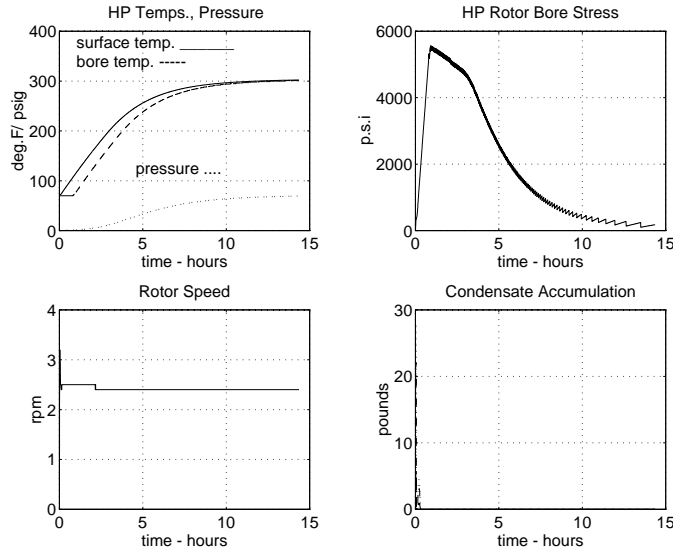 HP Temps., Pressure
deg.F/ psig
400
300
200
100
0
surface temp. ________
bore temp. -----
pressure ....
0 5 10 15
time - hours
HP Rotor Bore Stress
p.s.i
6000
4000
2000
0
0 5 10 15
time - hours
Rotor Speed
rpm
4
3
2
1
0
0 5 10 15
time - hours
Condensate Accumulation
pounds
30
20
10
0
0 5 10 15
time - hours